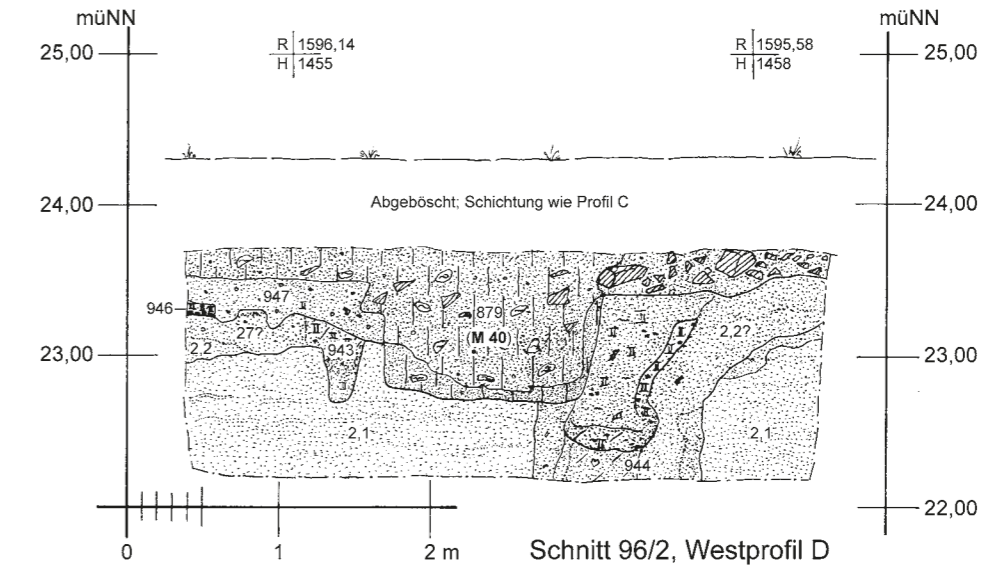 müNN
müNN
25,00
R 1596,14
H 1455
R 1595,58
H 1458
25,00
24,00
Abgeböscht; Schichtung wie Profil C
24,00
946
947
879
(M 40)
27?
943
2,2?
2,2
23,00
23,00
2,1
2,1
944
22,00
0
1
2 m
Schnitt 96/2, Westprofil D